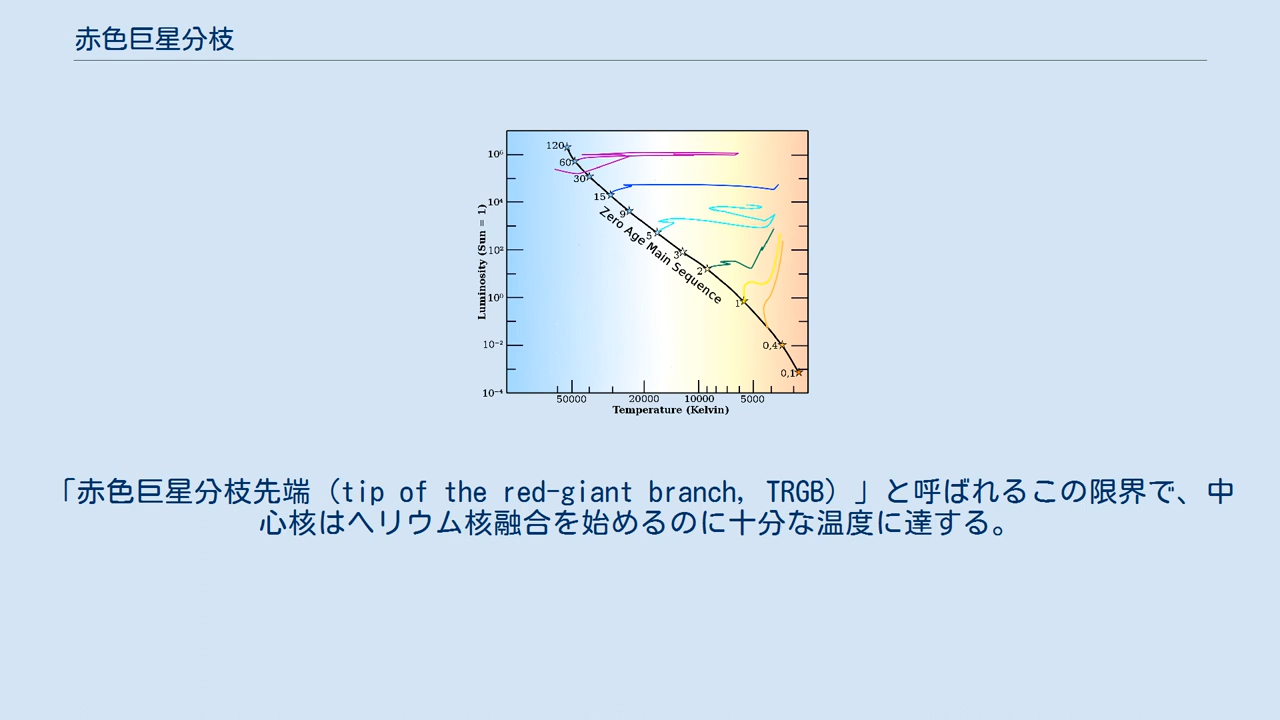 赤色巨星分枝
120
60
30
15
9
5
3
2
1
0,4
0,1
Zero Age Main Sequence
10⁶
10⁴
10²
10⁰
10⁻²
10⁻⁴
Luminosity (Sun = 1)
50000 20000 10000 5000
Temperature (Kelvin)
「赤色巨星分枝先端（tip of the red-giant branch, TRGB）」と呼ばれるこの限界で、中
心核はヘリウム核融合を始めるのに十分な温度に達する。